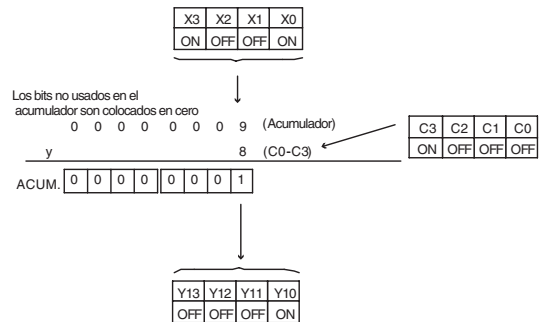 X3 X2 X1 X0
ON OFF OFF ON
Los bits no usados en el
acumulador son colocados en cero
0 0 0 0 0 0 0 9 (Acumulador)
y 8 (C0-C3)
C3 C2 C1 C0
ON OFF OFF OFF
ACUM. 0 0 0 0 0 0 0 1
Y13 Y12 Y11 Y10
OFF OFF OFF ON